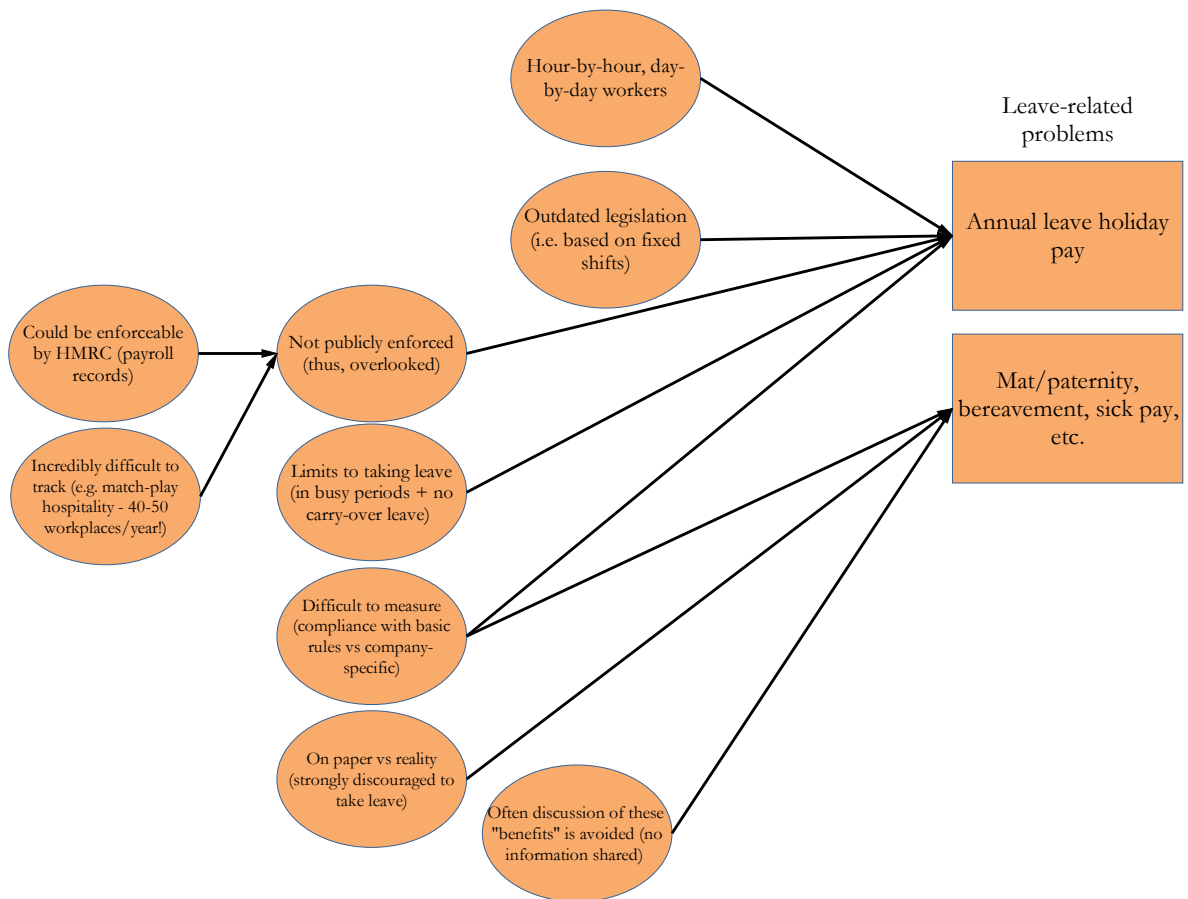 Hour-by-hour, day-
by-day workers
Leave-related
problems
Outdated legislation
(i.e. based on fixed
shifts)
Annual leave holiday
pay
Could be enforceable
by HMRC (payroll
records)
Not publicly enforced
(thus, overlooked)
Mat/paternity,
bereavement, sick pay,
etc.
Incredibly difficult to
track (e.g. match-play
hospitality - 40-50
workplaces/year!)
Limits to taking leave
(in busy periods + no
carry-over leave)
Difficult to measure
(compliance with basic
rules vs company-
specific)
On paper vs reality
(strongly discouraged to
take leave)
Often discussion of these
"benefits" is avoided (no
information shared)